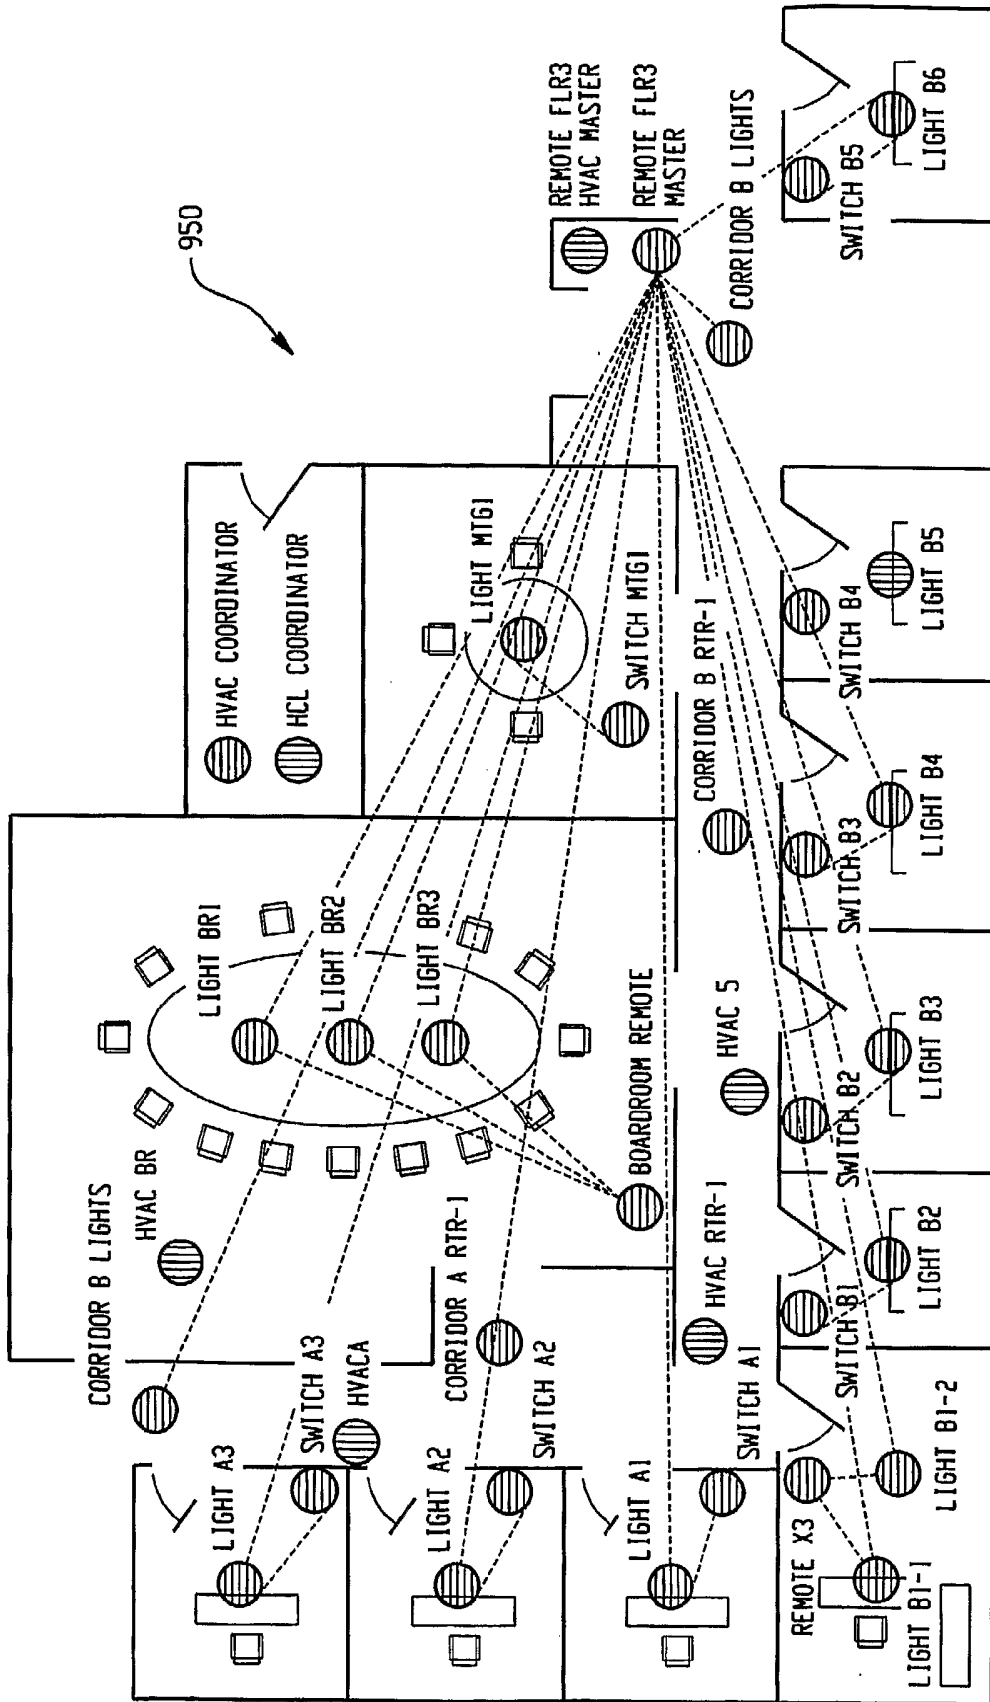 950
REMOTE FLR3
HVAC MASTER
REMOTE FLR3
MASTER
CORRIDOR B LIGHTS
SWITCH B5
LIGHT B6
HVAC COORDINATOR
HCL COORDINATOR
LIGHT MTG1
SWITCH MTG1
CORRIDOR B RTR-1
SWITCH B4
LIGHT B5
LIGHT BR1
LIGHT BR2
LIGHT BR3
BOARDROOM REMOTE
HVAC 5
SWITCH B3
LIGHT B4
SWITCH B2
LIGHT B3
CORRIDOR B LIGHTS
HVAC BR
CORRIDOR A RTR-1
HVAC RTR-1
SWITCH B1
LIGHT B2
SWITCH A3
HVACA
SWITCH A2
SWITCH A1
LIGHT A3
LIGHT A2
LIGHT A1
LIGHT B1-2
REMOTE X3
LIGHT B1-1